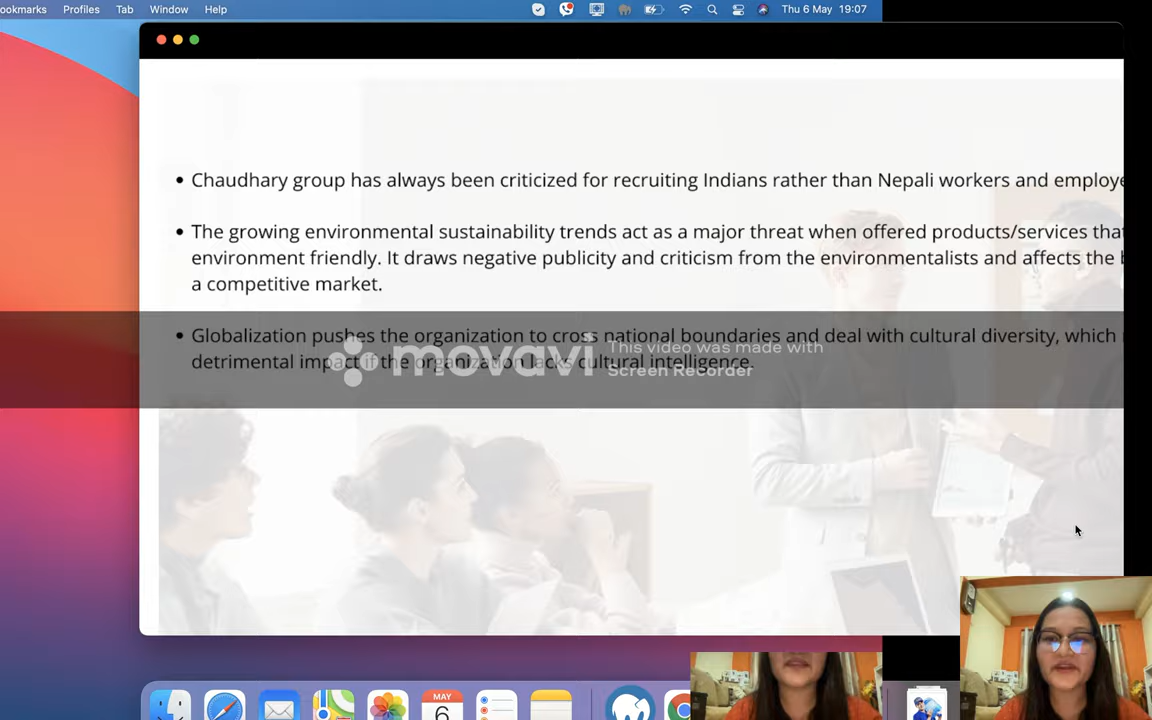 ookmarks Profiles Tab Window Help Thu 6 May 19:07
Chaudhary group has always been criticized for recruiting Indians rather than Nepali workers and employe
The growing environmental sustainability trends act as a major threat when offered products/services that
environment friendly. It draws negative publicity and criticism from the environmentalists and affects the
a competitive market.
Globalization pushes the organization to cross national boundaries and deal with cultural diversity, which
detrimental impact if the organization lacks cultural intelligence.
movavi
This video was made with
Screen Recorder
MAY
6